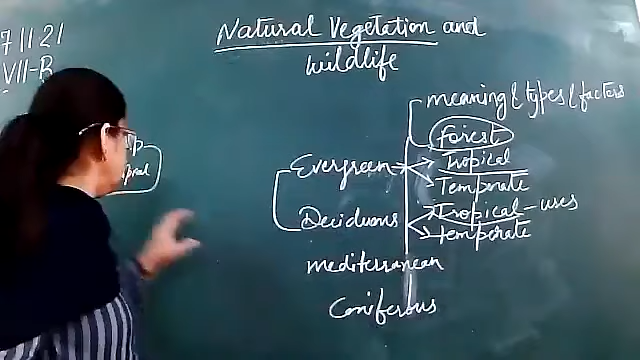 7 11 21
VII-B
Natural Vegetation and
Wildlife
meaning & types & factors
forest
Evergreen
Tropical
Temperate
Deciduous
Tropical - uses
Temperate
mediterranean
Coniferous